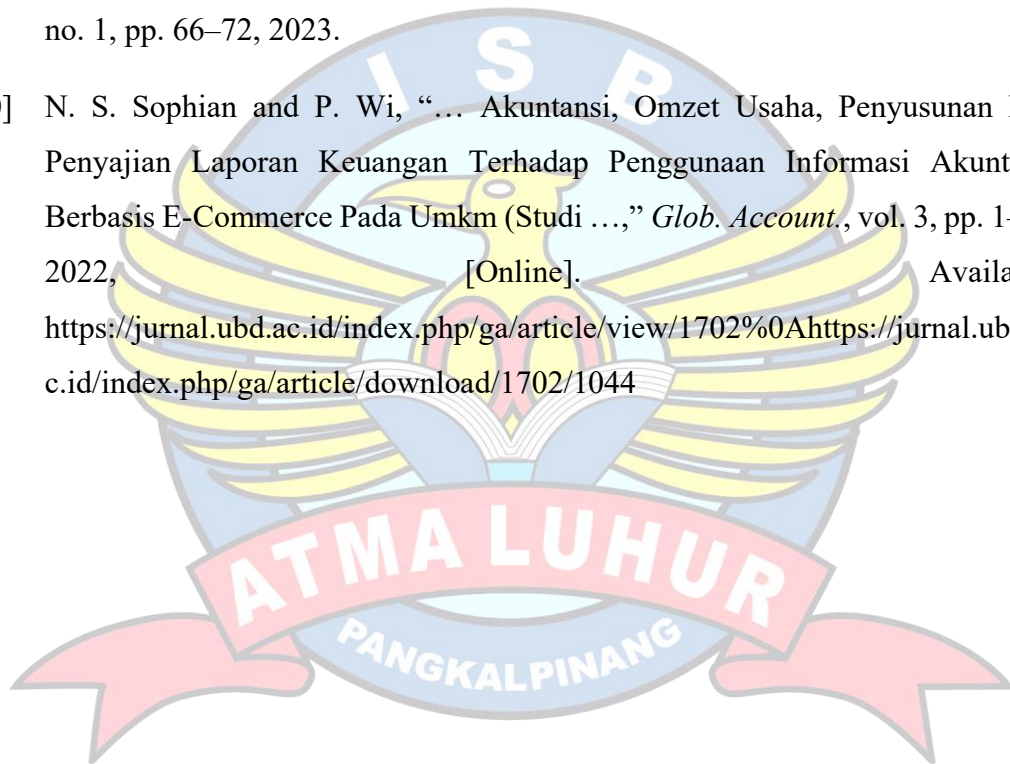 no. 1, pp. 66–72, 2023.
] N. S. Sophian and P. Wi, “… Akuntansi, Omzet Usaha, Penyusunan
Penyajian Laporan Keuangan Terhadap Penggunaan Informasi Akunt
Berbasis E-Commerce Pada Umkm (Studi …,” Glob. Account., vol. 3, pp. 1–
2022, [Online]. Availa
https://jurnal.ubd.ac.id/index.php/ga/article/view/1702%0Ahttps://jurnal.ub
c.id/index.php/ga/article/download/1702/1044
ISB
ATMA LUHUR
PANGKALPINANG